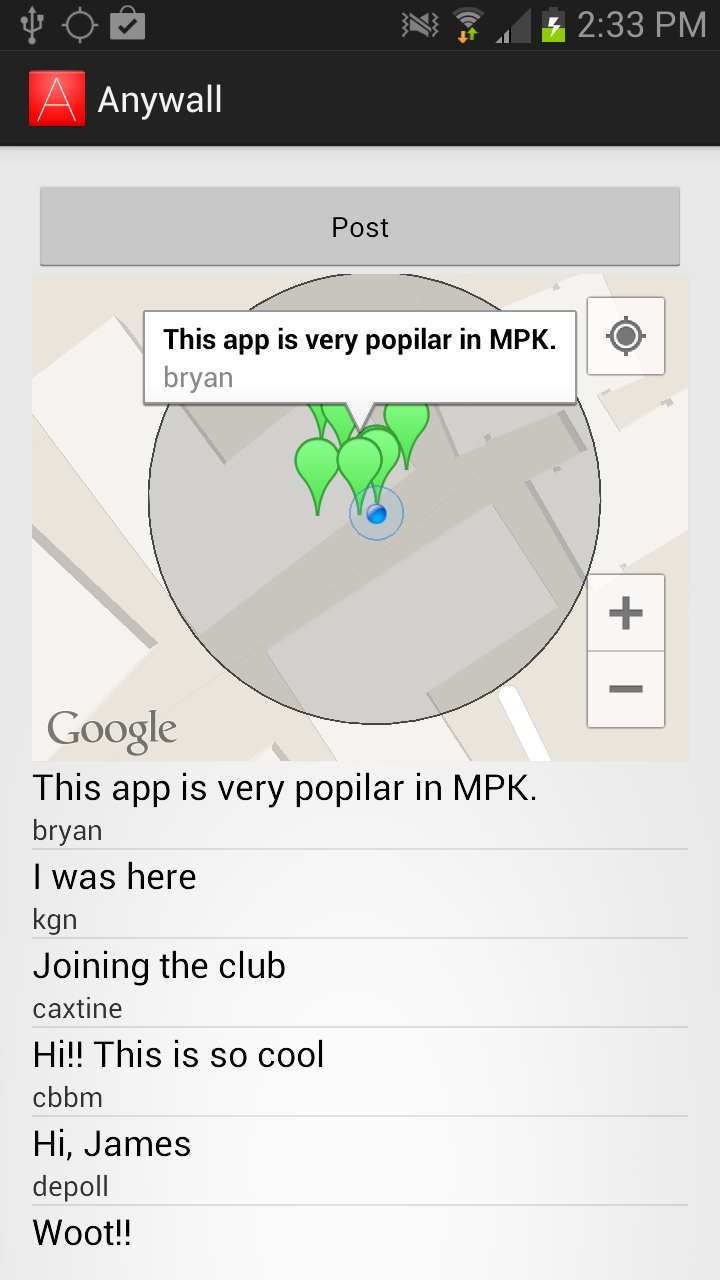 2:33 PM
A Anywall
Post
This app is very popilar in MPK.
bryan
Google
This app is very popilar in MPK.
bryan
I was here
kgn
Joining the club
caxtine
Hi!! This is so cool
cbbm
Hi, James
depoll
Woot!!